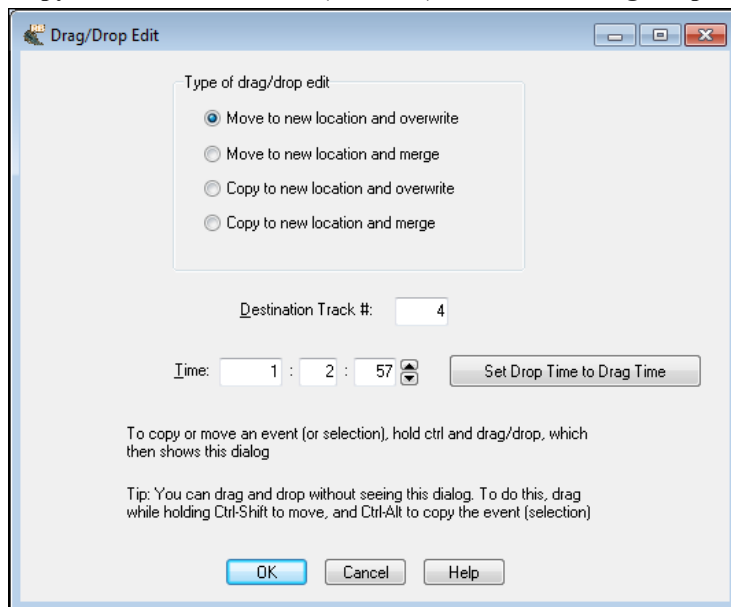 Drag/Drop Edit
Type of drag/drop edit
Move to new location and overwrite
Move to new location and merge
Copy to new location and overwrite
Copy to new location and merge
Destination Track #: 4
Time: 1 : 2 : 57 Set Drop Time to Drag Time
To copy or move an event (or selection), hold ctrl and drag/drop, which
then shows this dialog
Tip: You can drag and drop without seeing this dialog. To do this, drag
while holding Ctrl-Shift to move, and Ctrl-Alt to copy the event (selection)
OK Cancel Help